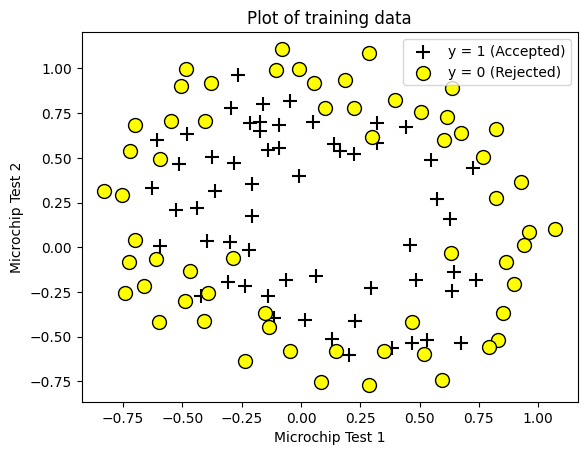 Plot of training data
y = 1 (Accepted)
y = 0 (Rejected)
Microchip Test 2
1.00
0.75
0.50
0.25
0.00
−0.25
−0.50
−0.75
−0.75 −0.50 −0.25 0.00 0.25 0.50 0.75 1.00
Microchip Test 1